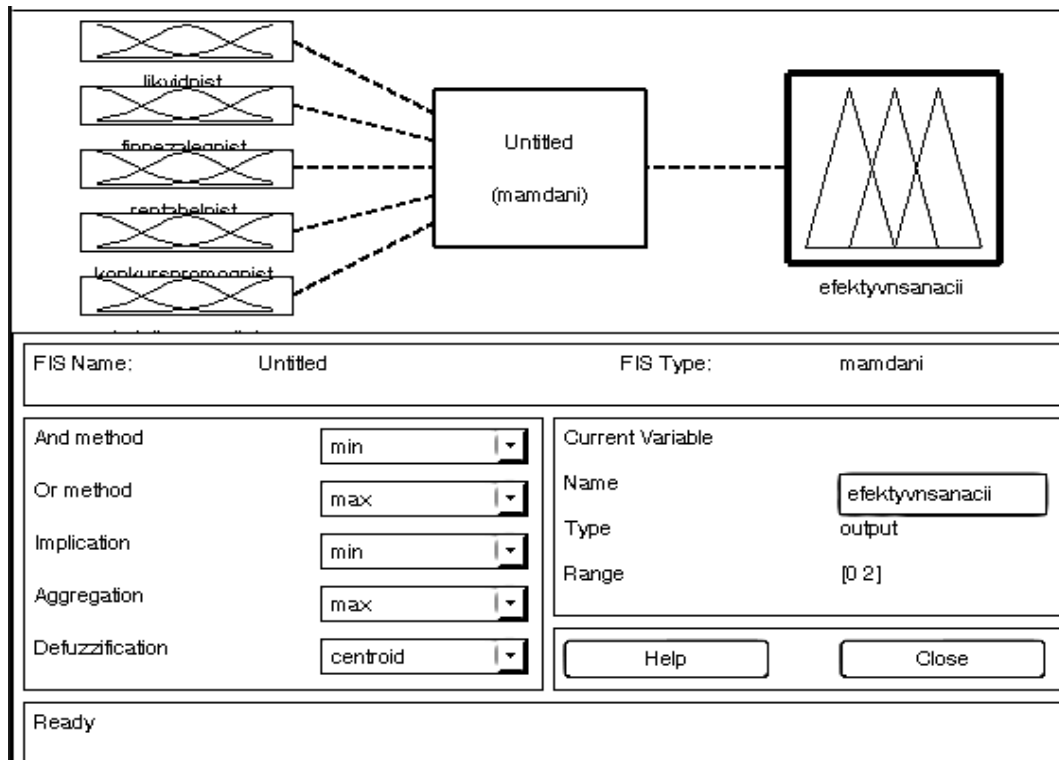 likvidnist
finnezalegnist
rentabelnist
konkurspromognist
Untitled
(mamdani)
efektyvnsanacii
FIS Name: Untitled FIS Type: mamdani
And method min
Or method max
Implication min
Aggregation max
Defuzzification centroid
Current Variable
Name efektyvnsanacii
Type output
Range [0 2]
Help Close
Ready